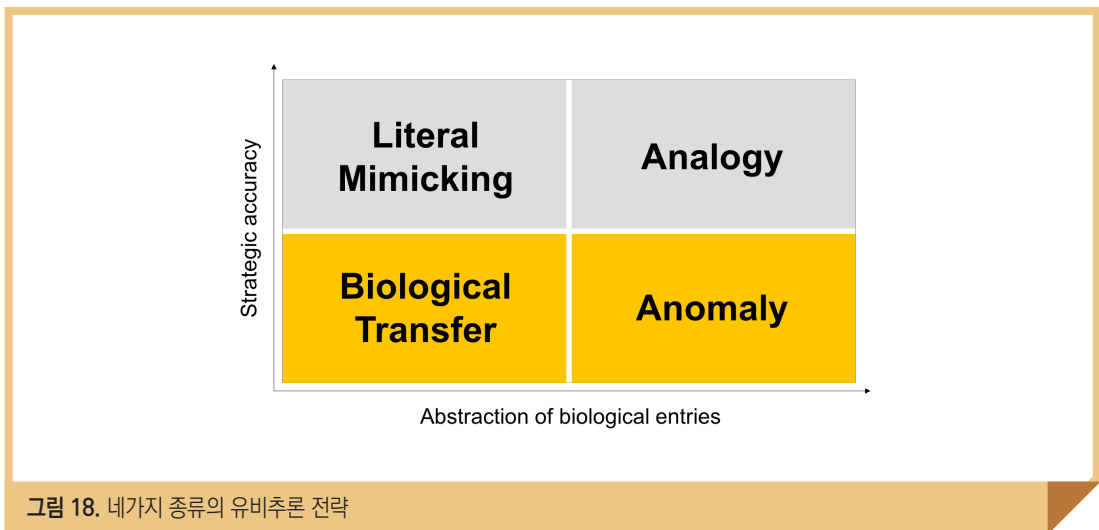 Strategic accuracy
Literal
Mimicking
Analogy
Biological
Transfer
Anomaly
Abstraction of biological entries
그림 18. 네가지 종류의 유비추론 전략